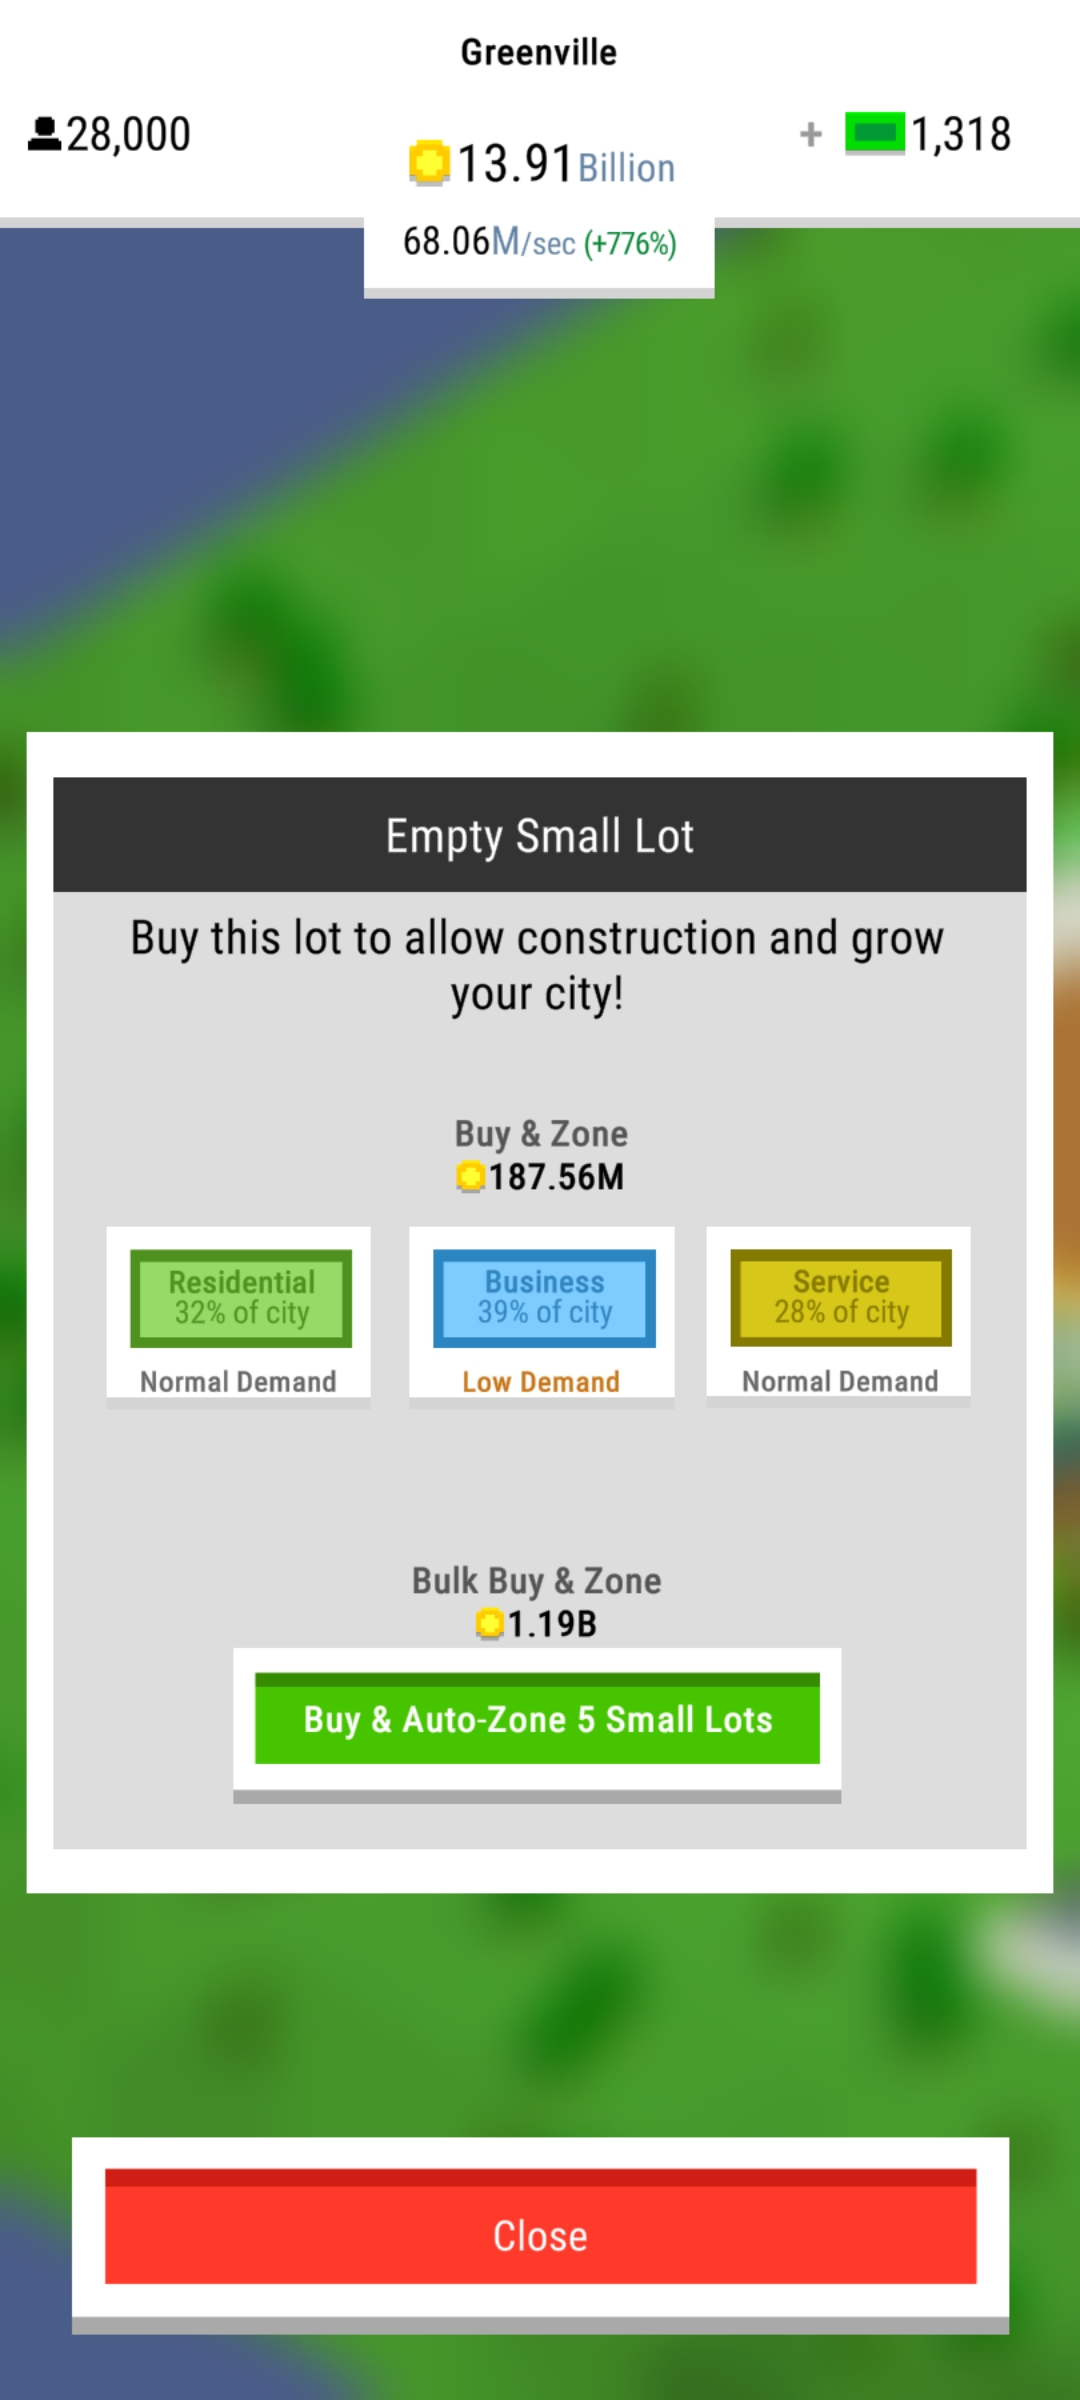 Greenville
28,000
13.91 Billion
+ 1,318
68.06M/sec (+776%)
Empty Small Lot
Buy this lot to allow construction and grow
your city!
Buy & Zone
187.56M
Residential
32% of city
Normal Demand
Business
39% of city
Low Demand
Service
28% of city
Normal Demand
Bulk Buy & Zone
1.19B
Buy & Auto-Zone 5 Small Lots
Close